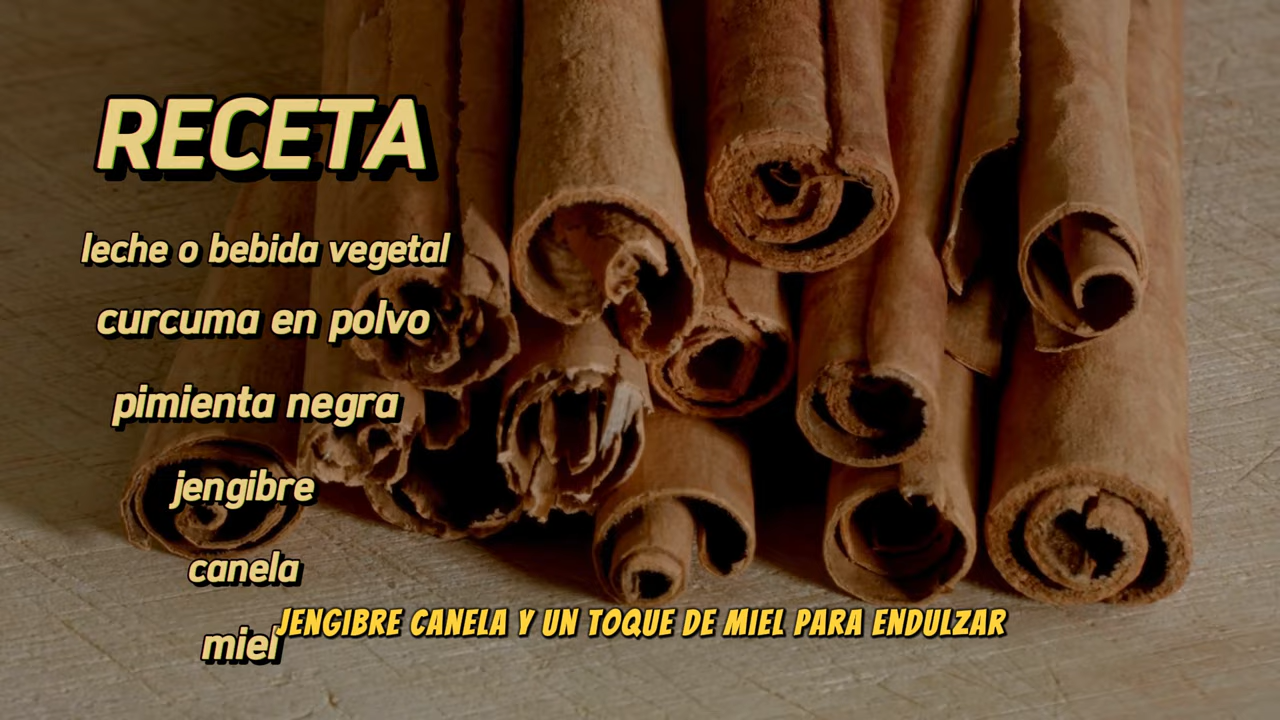 RECETA
leche o bebida vegetal
curcuma en polvo
pimienta negra
jengibre
canela
miel
JENGIBRE CANELA Y UN TOQUE DE MIEL PARA ENDULZAR